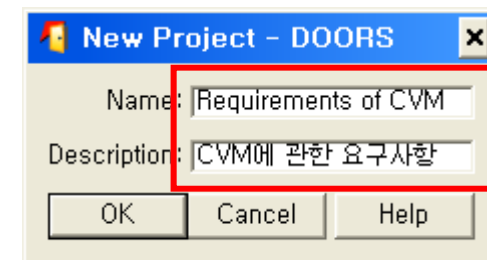 New Project - DOORS
Name: Requirements of CVM
Description: CVM에 관한 요구사항
OK Cancel Help